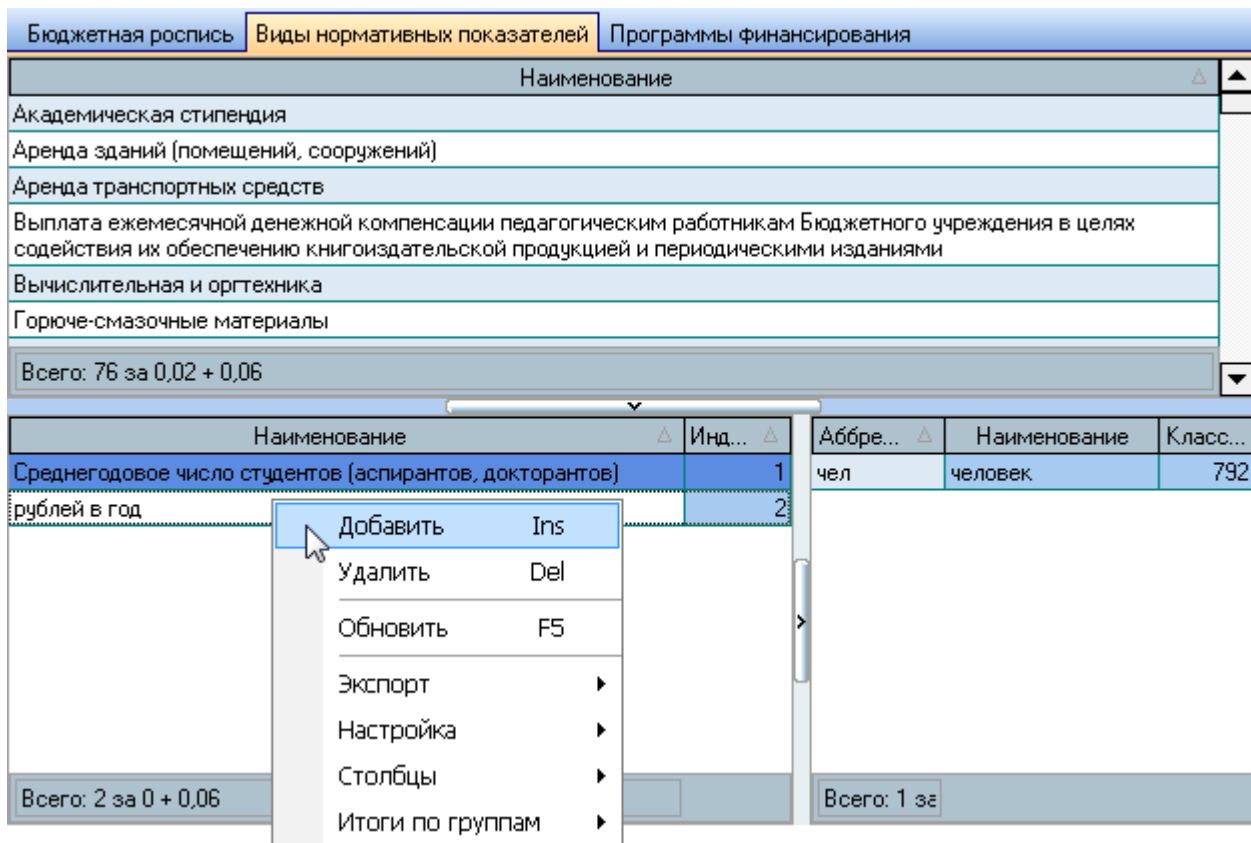 Бюджетная роспись Виды нормативных показателей Программы финансирования
Наименование
Академическая стипендия
Аренда зданий (помещений, сооружений)
Аренда транспортных средств
Выплата ежемесячной денежной компенсации педагогическим работникам Бюджетного учреждения в целях
содействия их обеспечению книгоиздательской продукцией и периодическими изданиями
Вычислительная и оргтехника
Горюче-смазочные материалы
Всего: 76 за 0,02 + 0,06
Наименование Инд... Аббре... Наименование Класс...
Среднегодовое число студентов (аспирантов, докторантов) 1 чел человек 792
рублей в год 2
Добавить Ins
Удалить Del
Обновить F5
Экспорт
Настройка
Столбцы
Всего: 2 за 0 + 0,06 Всего: 1 за
Итоги по группам